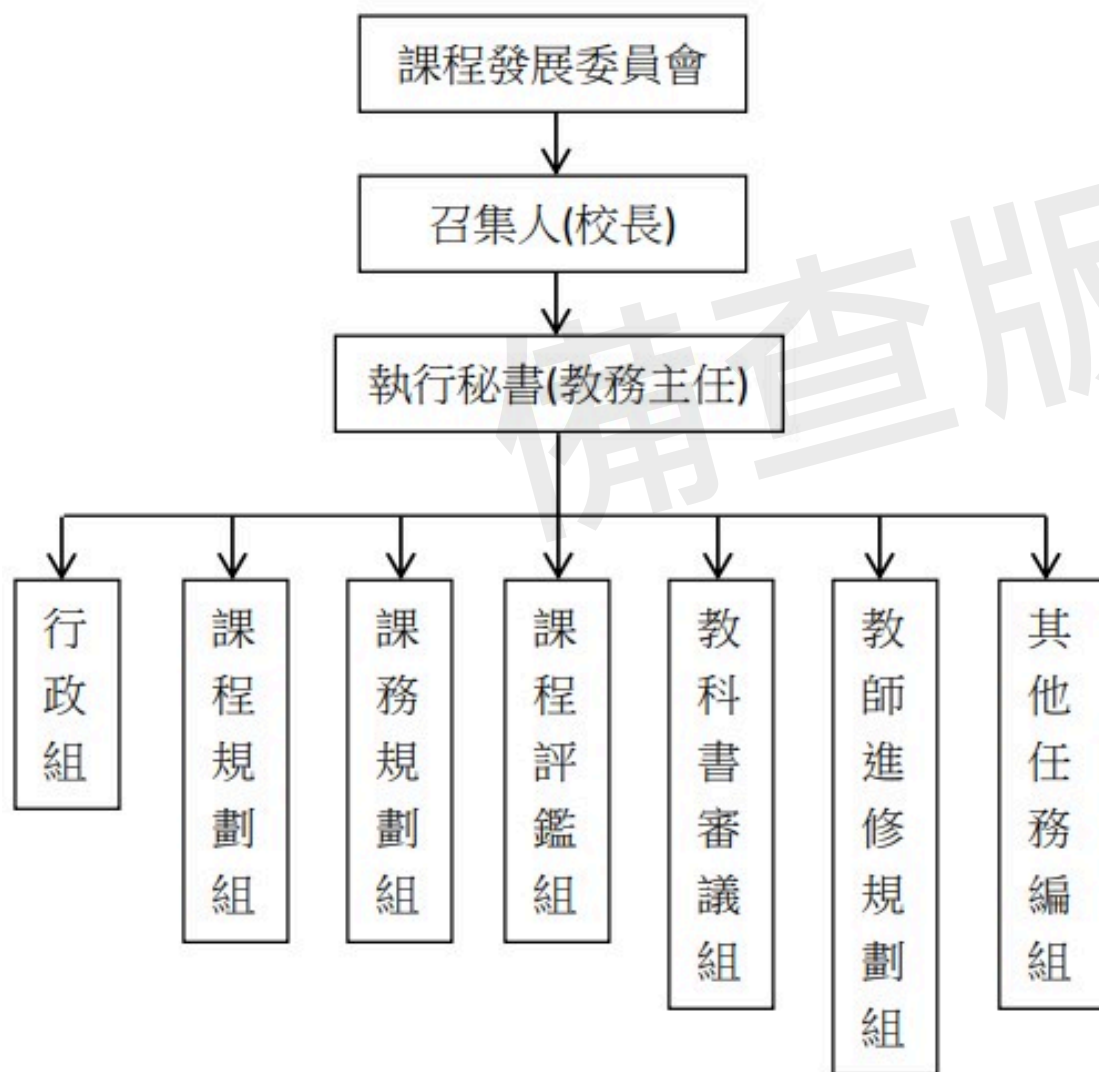 課程發展委員會
召集人(校長)
執行秘書(教務主任)
行政組
課程規劃組
課務規劃組
課程評鑑組
教科書審議組
教師進修規劃組
其他任務編組
備查版